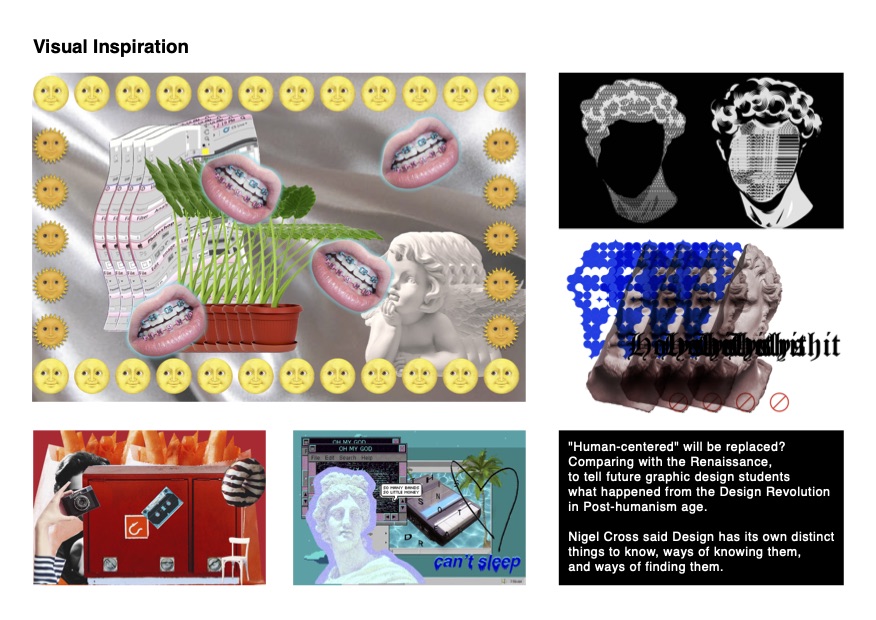 Visual Inspiration
OH MY GOD
OH MY GOD
File Edit Search Help
SO MANY BANDS
SO LITTLE MONEY
can't sleep
"Human-centered" will be replaced?
Comparing with the Renaissance,
to tell future graphic design students
what happened from the Design Revolution
in Post-humanism age.
Nigel Cross said Design has its own distinct
things to know, ways of knowing them,
and ways of finding them.